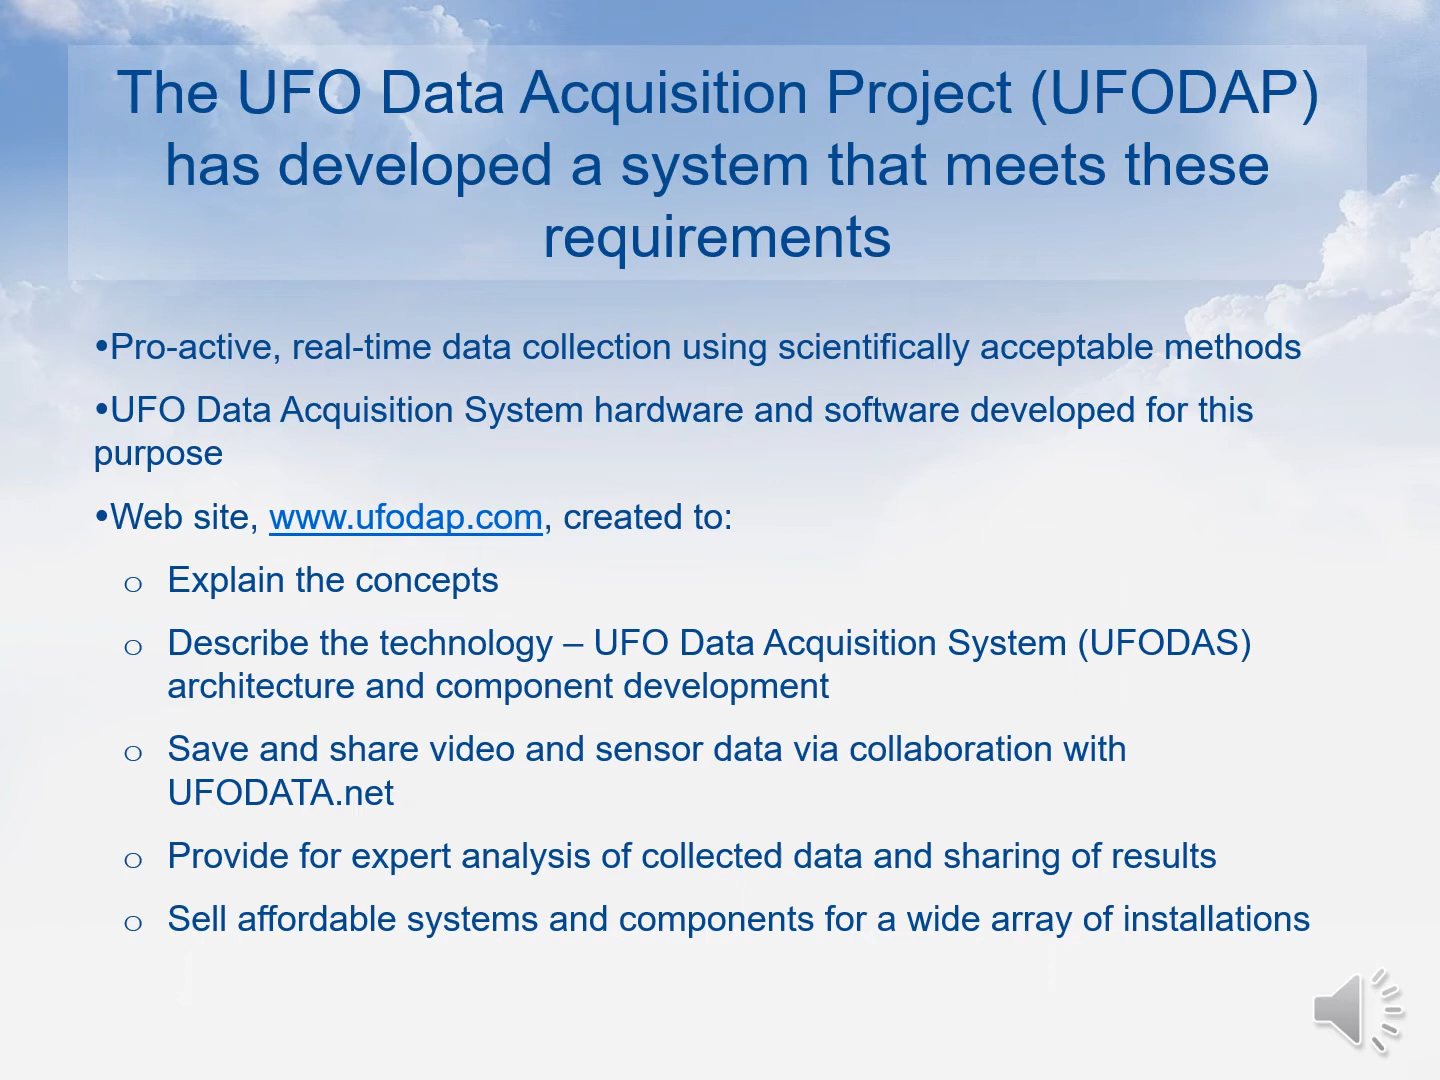 The UFO Data Acquisition Project (UFODAP)
has developed a system that meets these
requirements
•Pro-active, real-time data collection using scientifically acceptable methods
•UFO Data Acquisition System hardware and software developed for this
purpose
•Web site, www.ufodap.com, created to:
o Explain the concepts
o Describe the technology – UFO Data Acquisition System (UFODAS)
architecture and component development
o Save and share video and sensor data via collaboration with
UFODATA.net
o Provide for expert analysis of collected data and sharing of results
o Sell affordable systems and components for a wide array of installations